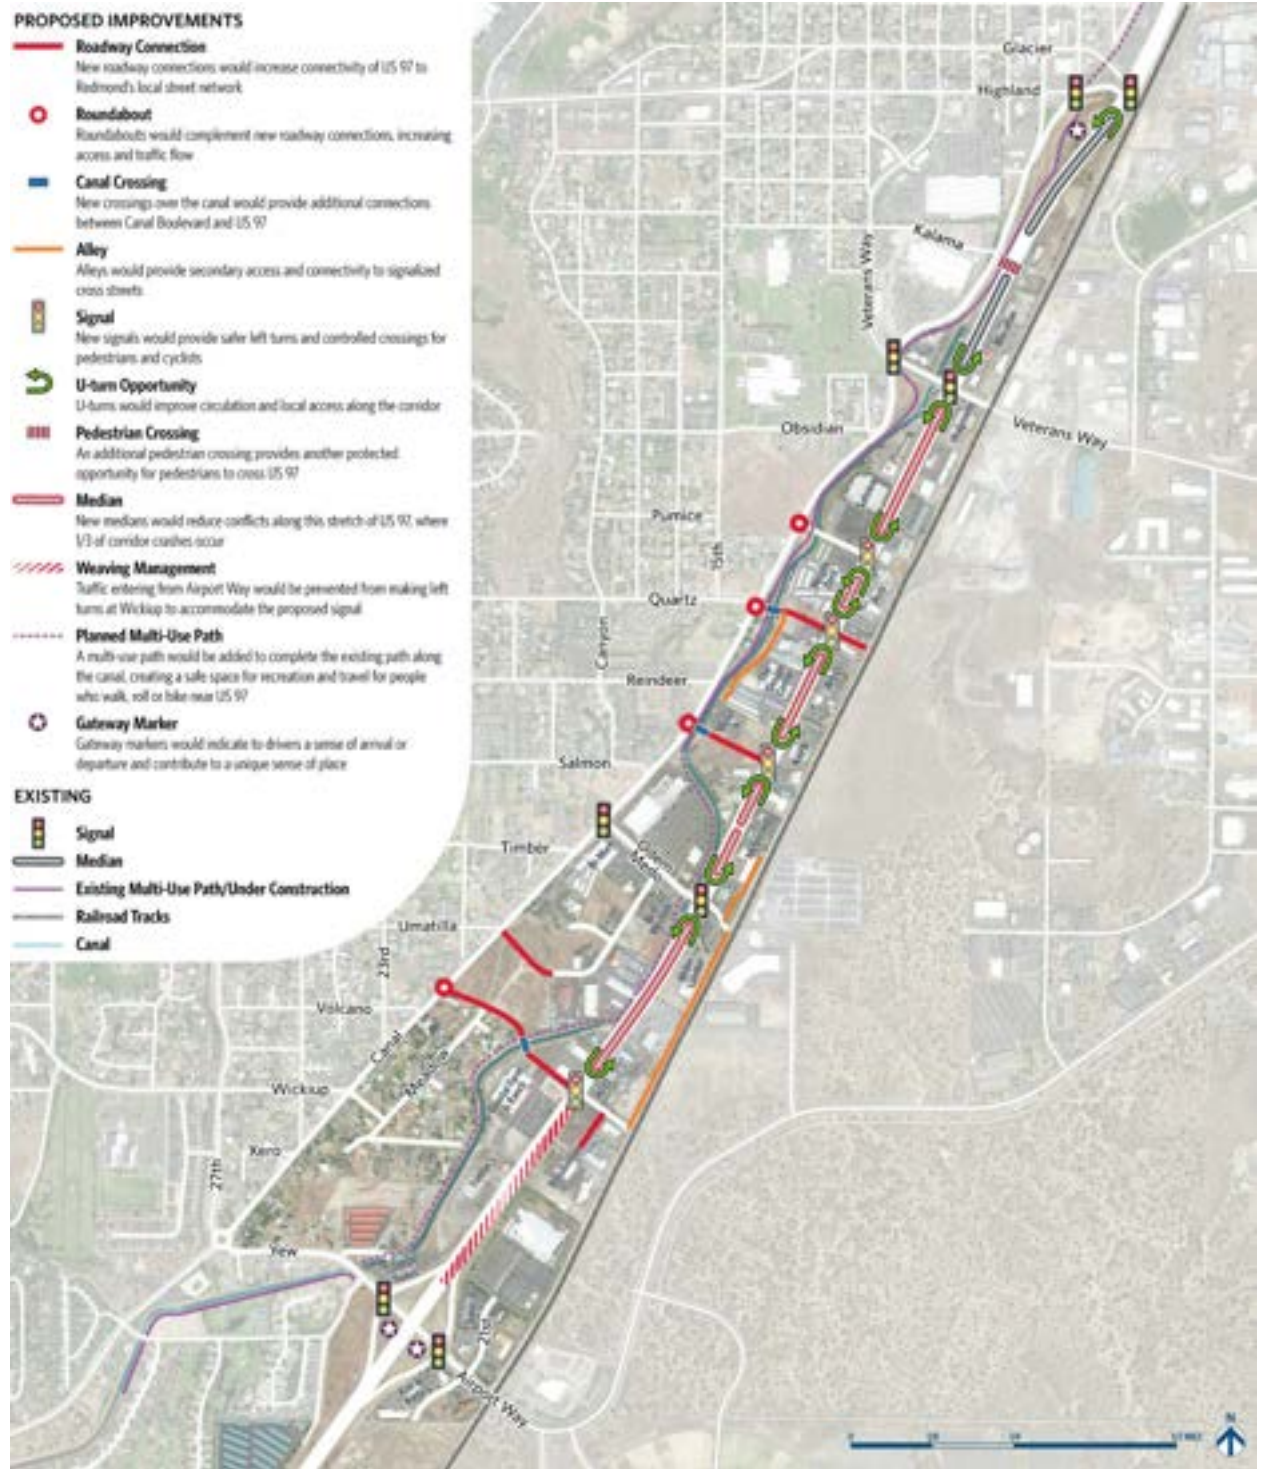 PROPOSED IMPROVEMENTS
Roadway Connection
New roadway connections would increase connectivity of US 97 to
Redmond's local street network
Roundabout
Roundabouts would complement new roadway connections, increasing
access and traffic flow
Canal Crossing
New crossings over the canal would provide additional connections
between Canal Boulevard and US 97
Alley
Alleys would provide secondary access and connectivity to signalized
cross streets
Signal
New signals would provide safer left turns and controlled crossings for
pedestrians and cyclists
U-turn Opportunity
U-turns would improve circulation and local access along the corridor
Pedestrian Crossing
An additional pedestrian crossing provides another protected
opportunity for pedestrians to cross US 97
Median
New medians would reduce conflicts along this stretch of US 97, where
1/3 of corridor crashes occur
Weaving Management
Traffic entering from Airport Way would be prevented from making left
turns at Wickiup to accommodate the proposed signal
Planned Multi-Use Path
A multi-use path would be added to complete the existing path along
the canal, creating a safe space for recreation and travel for people
who walk, roll or bike near US 97
Gateway Marker
Gateway markers would indicate to drivers a sense of arrival or
departure and contribute to a unique sense of place
EXISTING
Signal
Median
Existing Multi-Use Path/Under Construction
Railroad Tracks
Canal
Glacier
Highland
Kalama
Veterans Way
Obsidian
Veterans Way
Pumice
15th
Quartz
Canyon
Reindeer
Salmon
Timber
Umatilla
23rd
Volcano
Canal
Wickiup
Xero
27th
Yew
Airport Way
N